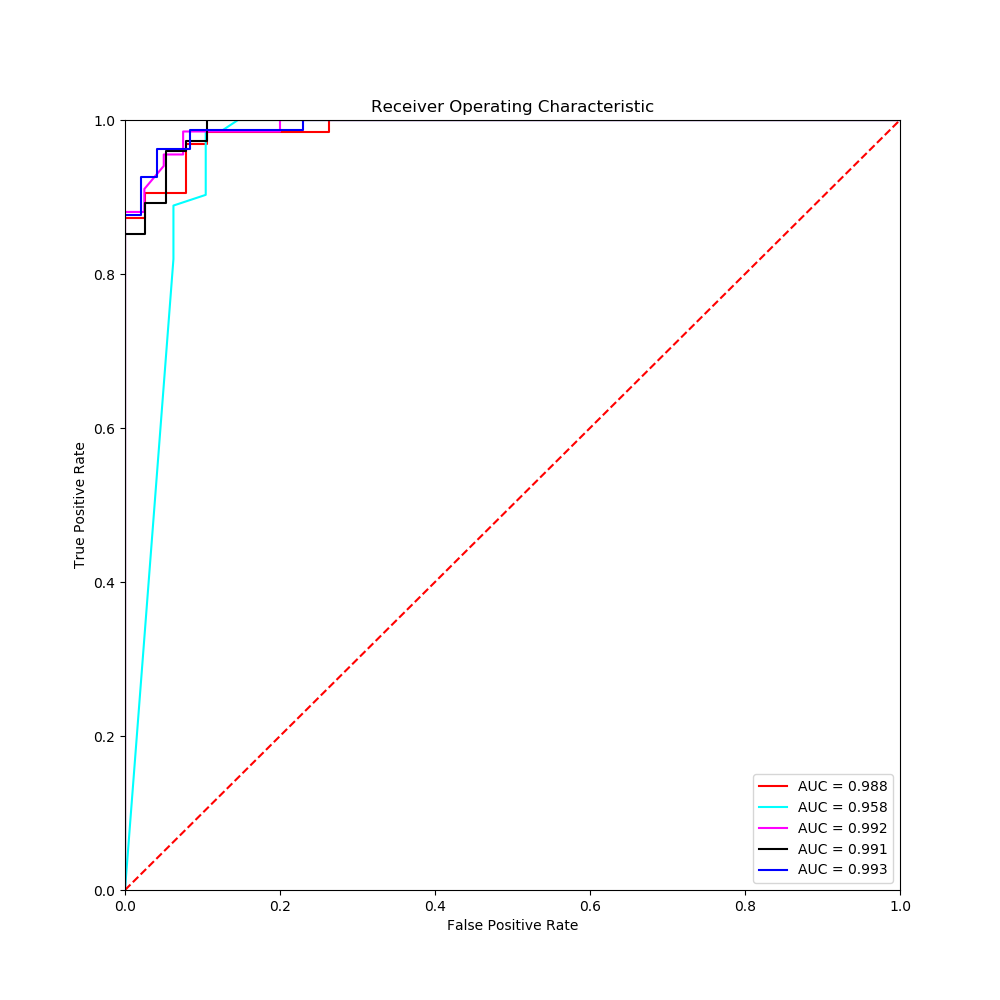 Receiver Operating Characteristic
1.0
0.8
0.6
0.4
0.2
0.0
True Positive Rate
AUC = 0.988
AUC = 0.958
AUC = 0.992
AUC = 0.991
AUC = 0.993
0.0 0.2 0.4 0.6 0.8 1.0
False Positive Rate